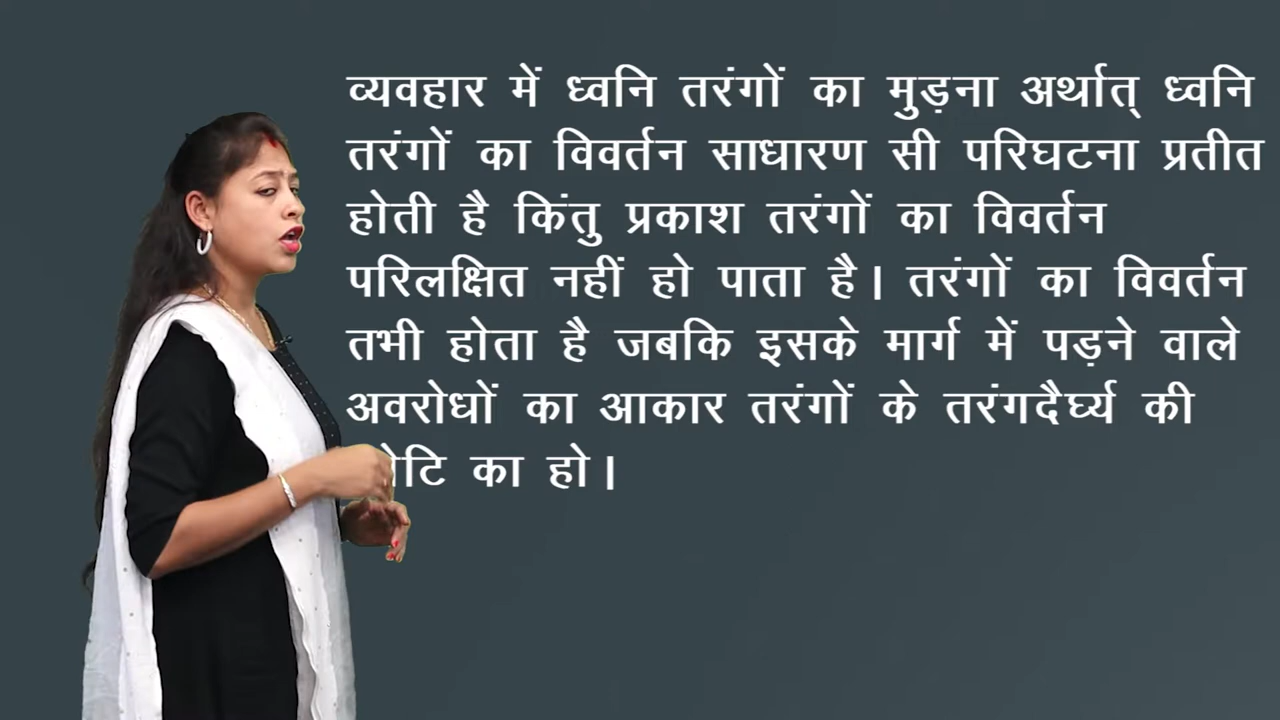 व्यवहार में ध्वनि तरंगों का मुड़ना अर्थात् ध्वनि
तरंगों का विवर्तन साधारण सी परिघटना प्रतीत
होती है किंतु प्रकाश तरंगों का विवर्तन
परिलक्षित नहीं हो पाता है। तरंगों का विवर्तन
तभी होता है जबकि इसके मार्ग में पड़ने वाले
अवरोधों का आकार तरंगों के तरंगदैर्घ्य की
का हो।